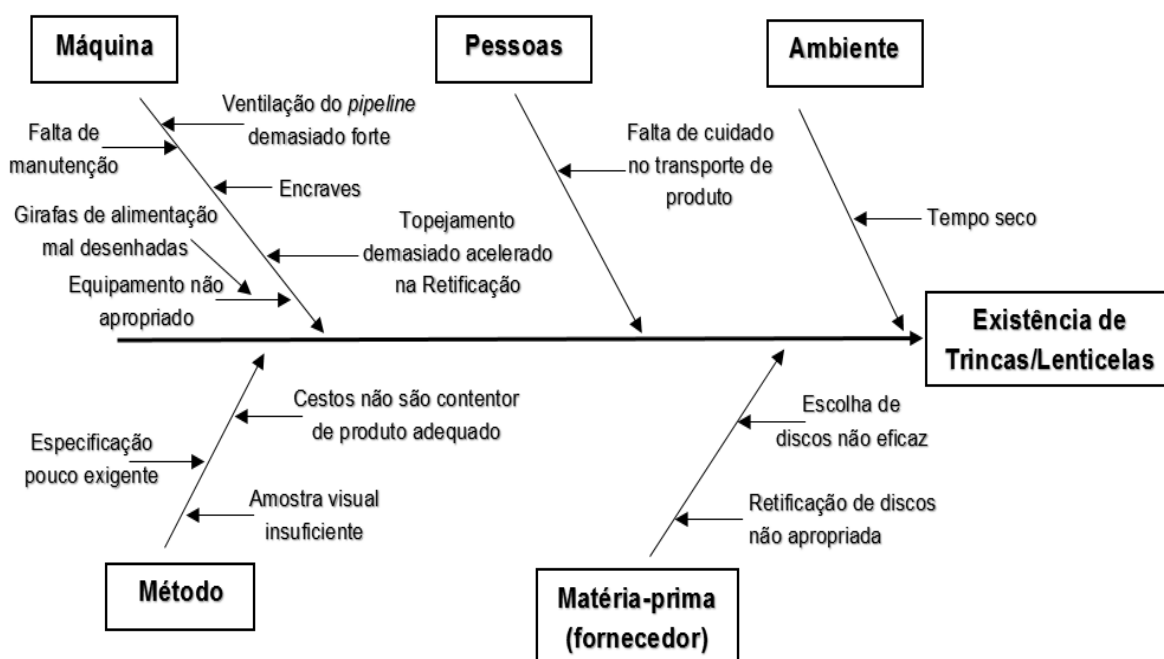 Máquina
Pessoas
Ambiente
Ventilação do pipeline
demasiado forte
Falta de
manutenção
Encraves
Girafas de alimentação
mal desenhadas
Topejamento
demasiado acelerado
na Retificação
Equipamento não
apropriado
Falta de cuidado
no transporte de
produto
Tempo seco
Existência de
Trincas/Lenticelas
Cestos não são contentor
de produto adequado
Especificação
pouco exigente
Amostra visual
insuficiente
Método
Escolha de
discos não eficaz
Retificação de discos
não apropriada
Matéria-prima
(fornecedor)